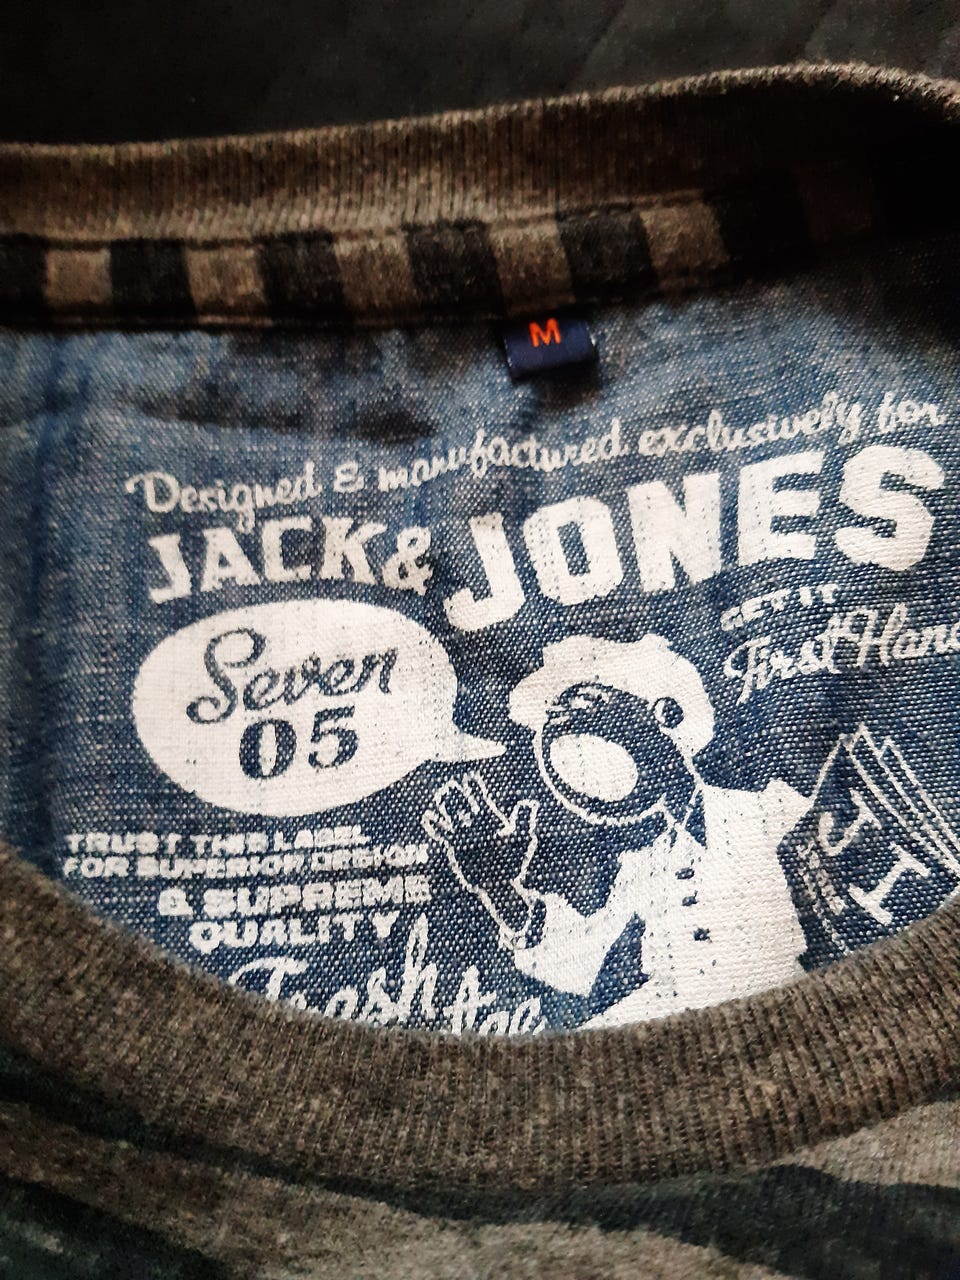 M
Designed & manufactured exclusively for
JACK & JONES
GET IT
First Hand
Seven
05
TRUST THIS LABEL
FOR SUPERIOR DESIGN
& SUPREME
QUALITY